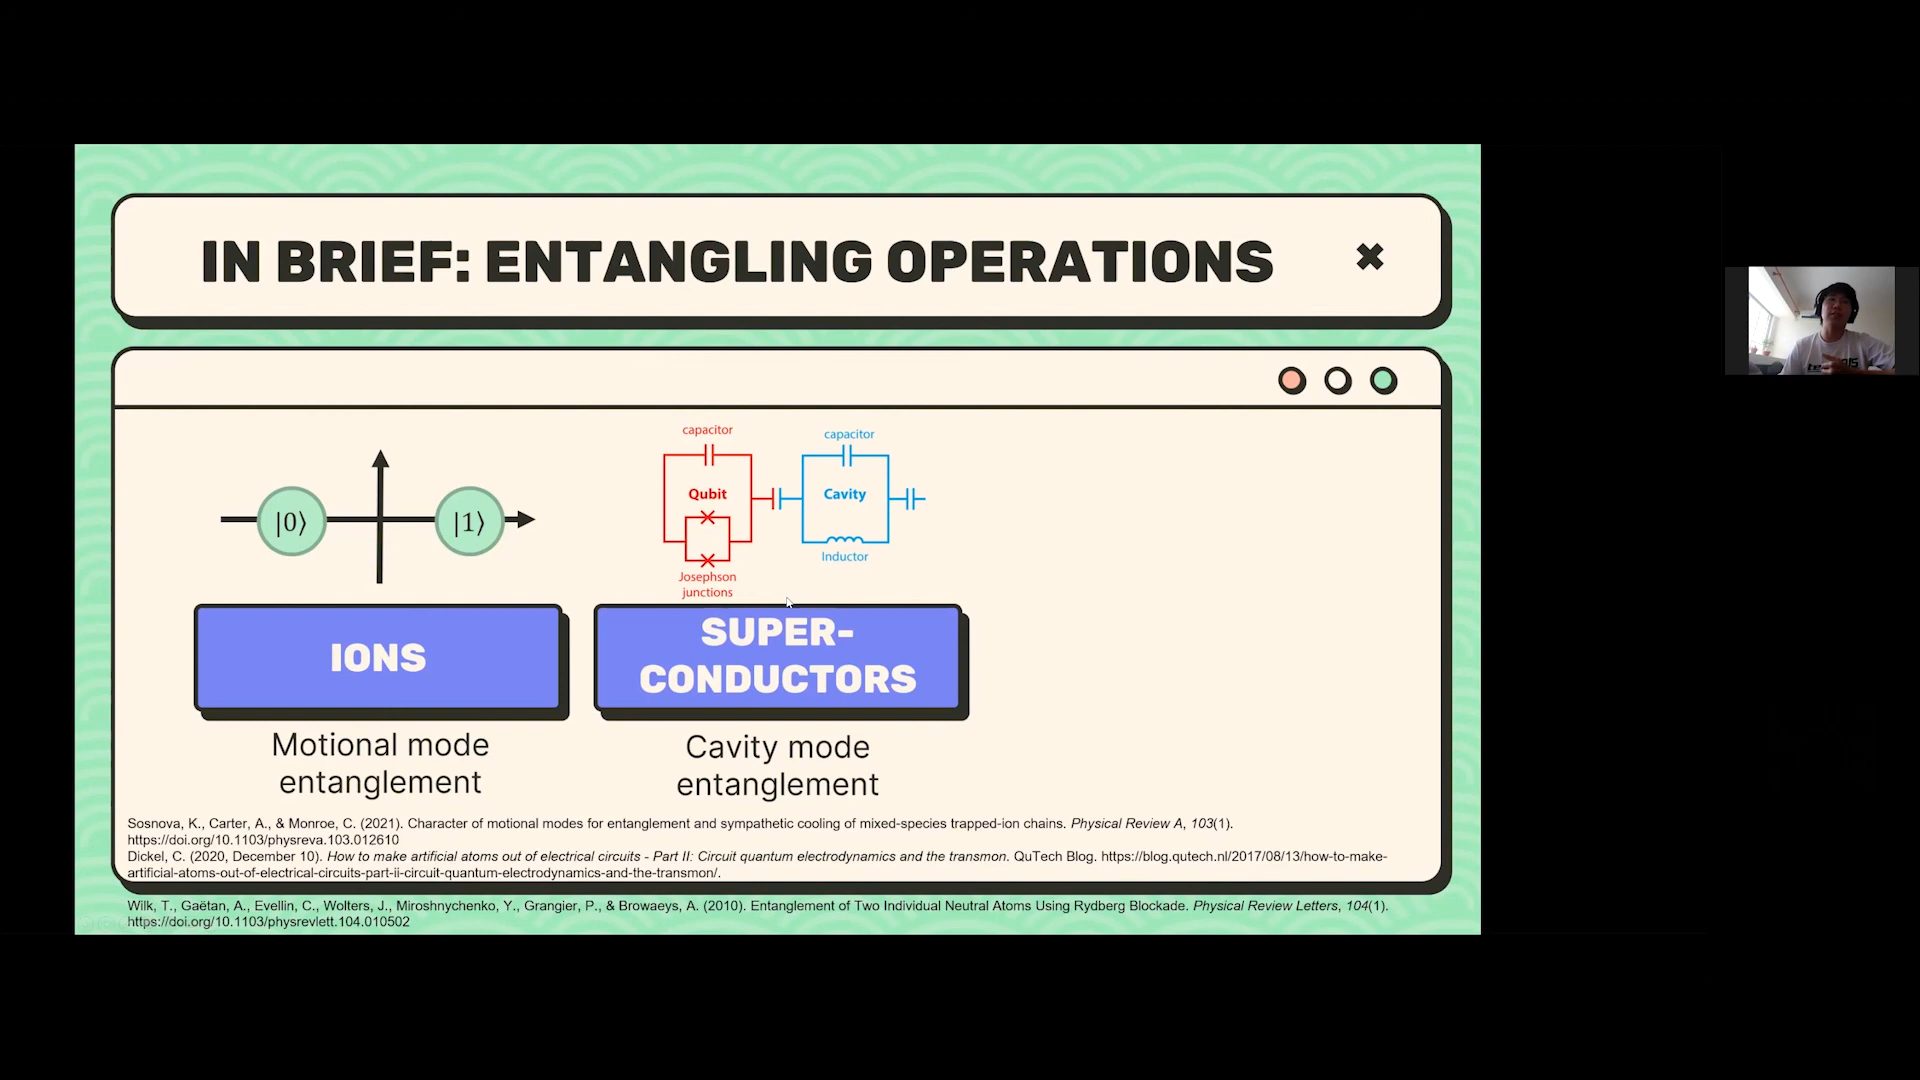 IN BRIEF: ENTANGLING OPERATIONS
|0⟩
|1⟩
capacitor
Qubit
Josephson
junctions
capacitor
Cavity
Inductor
IONS
SUPER-
CONDUCTORS
Motional mode
entanglement
Cavity mode
entanglement
Sosnova, K., Carter, A., & Monroe, C. (2021). Character of motional modes for entanglement and sympathetic cooling of mixed-species trapped-ion chains. Physical Review A, 103(1).
https://doi.org/10.1103/physreva.103.012610
Dickel, C. (2020, December 10). How to make artificial atoms out of electrical circuits - Part II: Circuit quantum electrodynamics and the transmon. QuTech Blog. https://blog.qutech.nl/2017/08/13/how-to-make-
artificial-atoms-out-of-electrical-circuits-part-ii-circuit-quantum-electrodynamics-and-the-transmon/.
Wilk, T., Gaëtan, A., Evellin, C., Wolters, J., Miroshnychenko, Y., Grangier, P., & Browaeys, A. (2010). Entanglement of Two Individual Neutral Atoms Using Rydberg Blockade. Physical Review Letters, 104(1).
https://doi.org/10.1103/physrevlett.104.010502